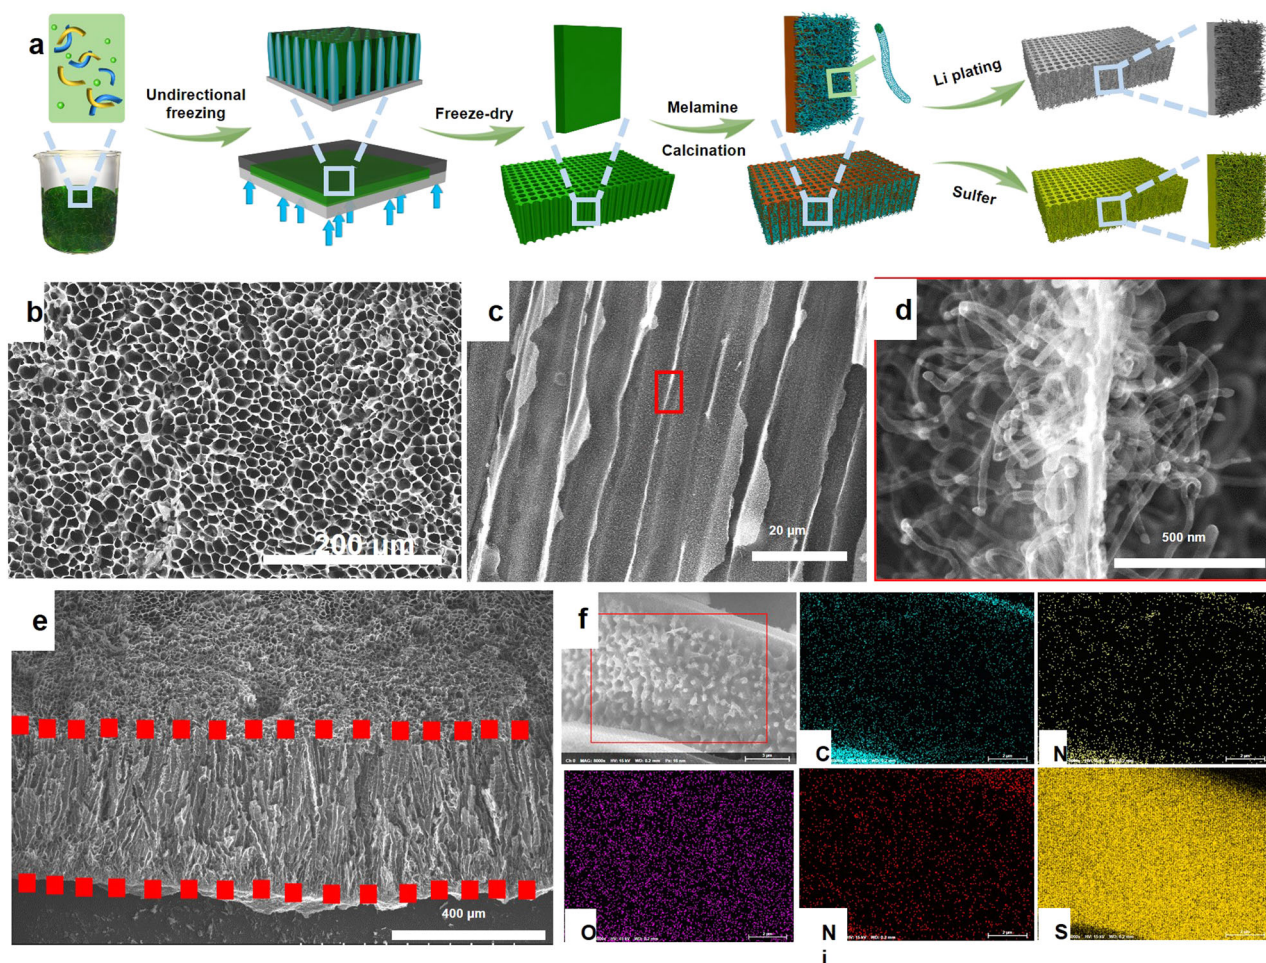 a
Undirectional
freezing
Freeze-dry
Melamine
Calcination
Li plating
Sulfer
b
200 μm
c
20 μm
d
500 nm
e
400 μm
f
C
N
O
N
i
S